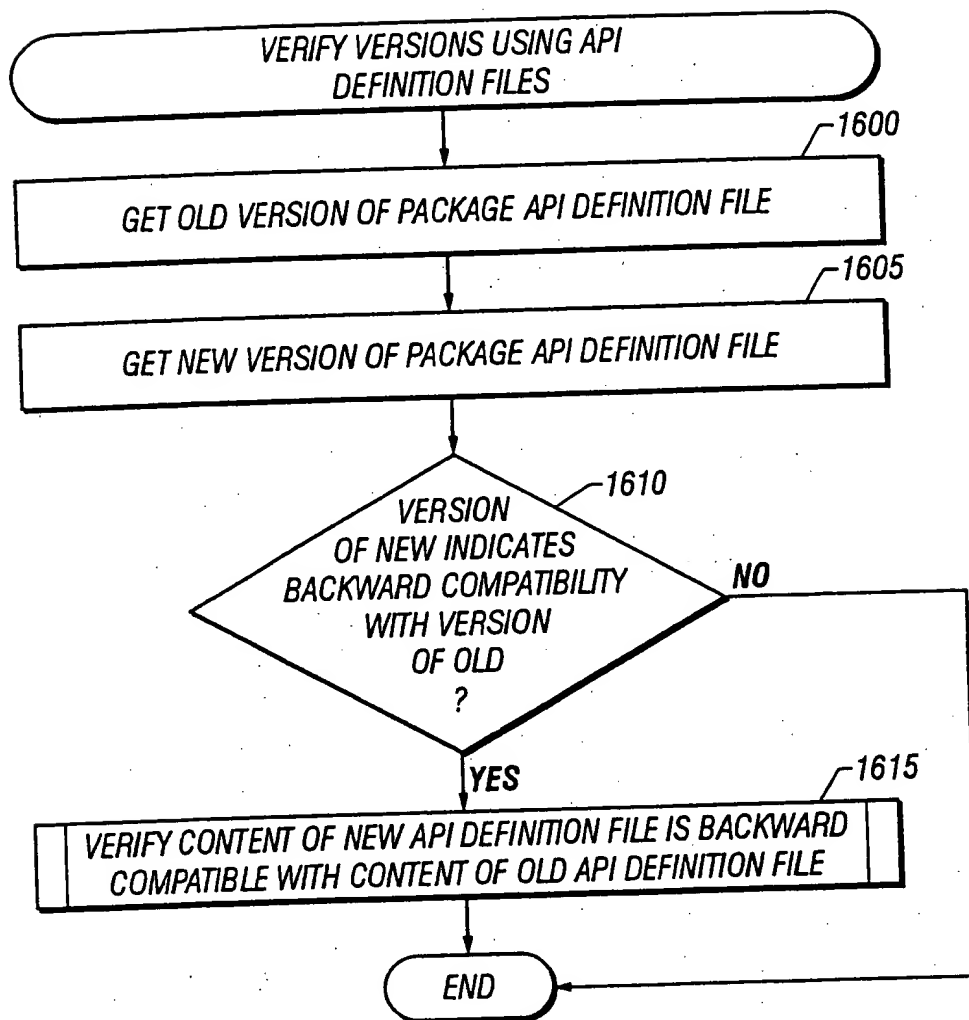 VERIFY VERSIONS USING API
DEFINITION FILES
1600
GET OLD VERSION OF PACKAGE API DEFINITION FILE
1605
GET NEW VERSION OF PACKAGE API DEFINITION FILE
1610
VERSION
OF NEW INDICATES
BACKWARD COMPATIBILITY
WITH VERSION
OF OLD
?
NO
YES
1615
VERIFY CONTENT OF NEW API DEFINITION FILE IS BACKWARD
COMPATIBLE WITH CONTENT OF OLD API DEFINITION FILE
END